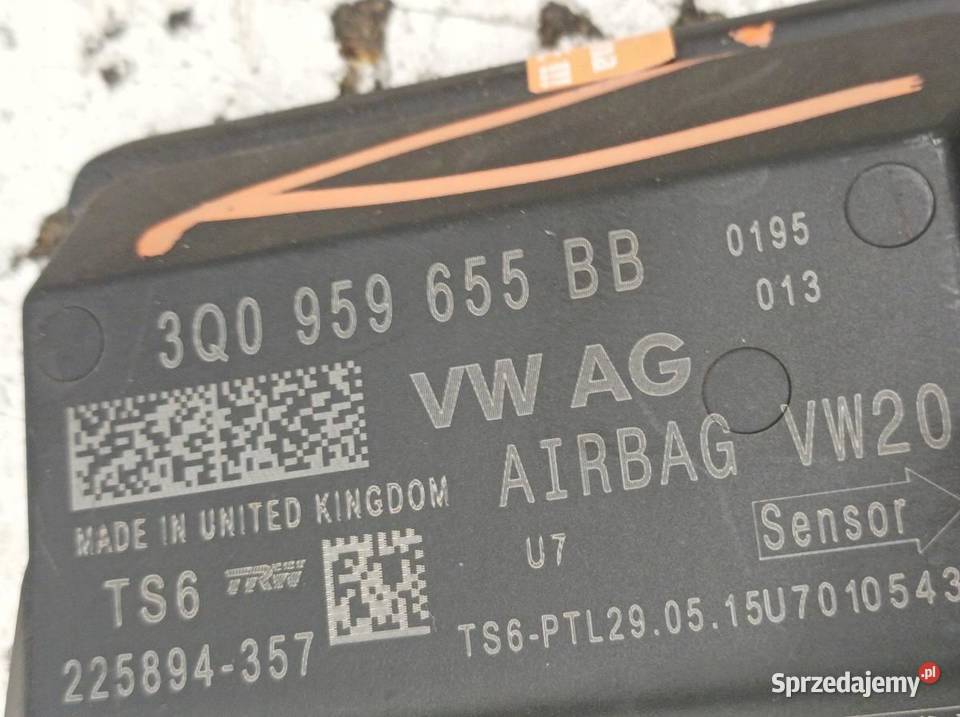 3Q0 959 655 BB
0195
013
VW AG
AIRBAG VW20
MADE IN UNITED KINGDOM
U7
Sensor
TS6 TRW
TS6-PTL29.05.15U7010543
225894-357
Sprzedajemy.pl